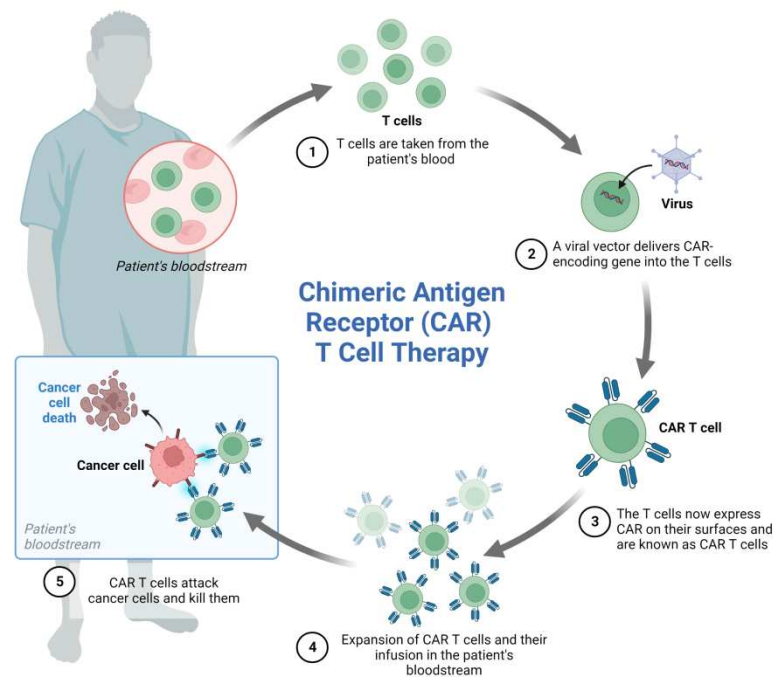 T cells
1
T cells are taken from the
patient's blood
Virus
2
A viral vector delivers CAR-
encoding gene into the T cells
Patient's bloodstream
Chimeric Antigen
Receptor (CAR)
T Cell Therapy
CAR T cell
3
The T cells now express
CAR on their surfaces and
are known as CAR T cells
4
Expansion of CAR T cells and their
infusion in the patient's
bloodstream
Cancer
cell
death
Cancer cell
Patient's
bloodstream
5
CAR T cells attack
cancer cells and kill them